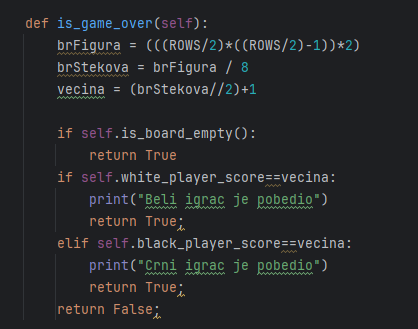 def is_game_over(self):
    brFigura = (((ROWS/2)*((ROWS/2)-1))*2)
    brStekova = brFigura / 8
    vecina = (brStekova//2)+1

    if self.is_board_empty():
        return True
    if self.white_player_score==vecina:
        print("Beli igrac je pobedio")
        return True;
    elif self.black_player_score==vecina:
        print("Crni igrac je pobedio")
        return True;
    return False;